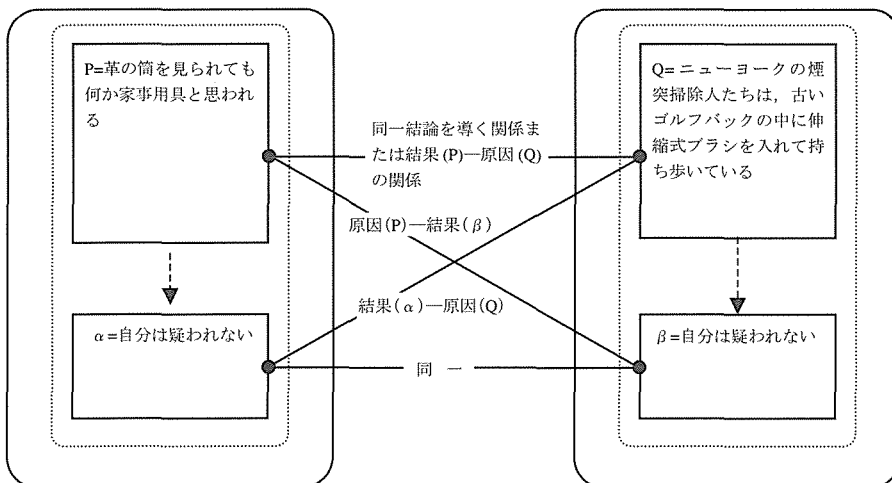 P=革の筒を見られても
何か家事用具と思われ
る
同一結論を導く関係ま
たは結果(P)―原因(Q)
の関係
Q=ニューヨークの煙
突掃除人たちは，古い
ゴルフバックの中に伸
縮式ブラシを入れて持
ち歩いている
原因(P)―結果(β)
結果(α)―原因(Q)
α=自分は疑われない
同 一
β=自分は疑われない